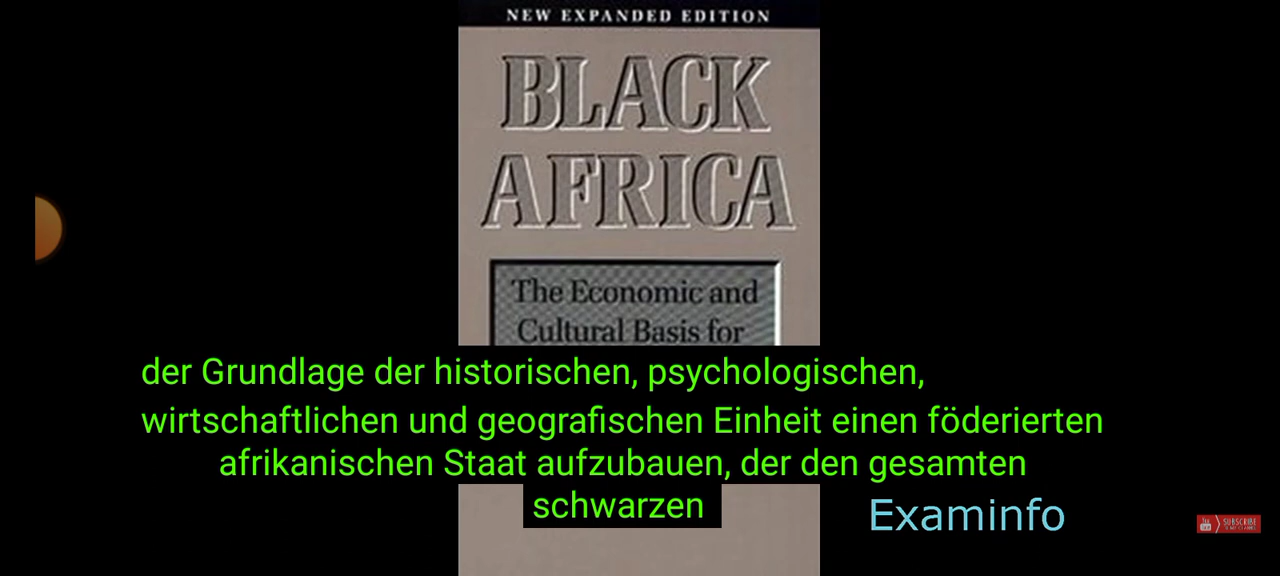 NEW EXPANDED EDITION
BLACK
AFRICA
The Economic and
Cultural Basis for
der Grundlage der historischen, psychologischen,
wirtschaftlichen und geografischen Einheit einen föderierten
afrikanischen Staat aufzubauen, der den gesamten
schwarzen
Examinfo
SUBSCRIBE